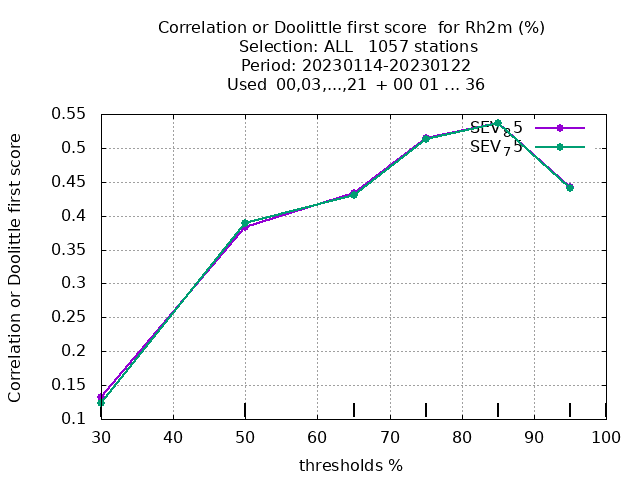 Correlation or Doolittle first score  for Rh2m (%)
Selection: ALL   1057 stations
Period: 20230114-20230122
Used  00,03,...,21  + 00 01 ... 36
Correlation or Doolittle first score
0.55
0.5
0.45
0.4
0.35
0.3
0.25
0.2
0.15
0.1
SEV85
SEV75
30 40 50 60 70 80 90 100
thresholds %